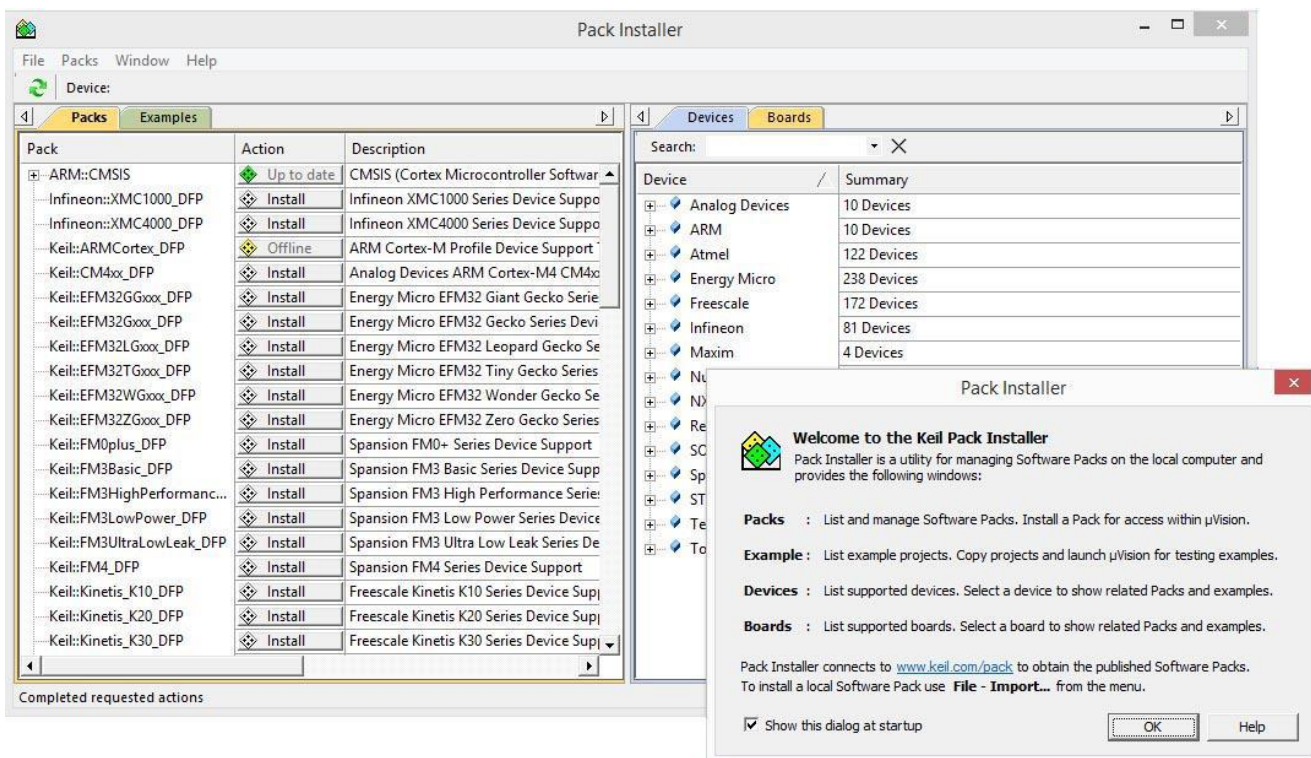 Pack Installer
File Packs Window Help
Device:
Packs Examples
Pack Action Description
ARM::CMSIS Up to date CMSIS (Cortex Microcontroller Softwar
Infineon::XMC1000_DFP Install Infineon XMC1000 Series Device Suppo
Infineon::XMC4000_DFP Install Infineon XMC4000 Series Device Suppo
Keil::ARMCortex_DFP Offline ARM Cortex-M Profile Device Support
Keil::CM4xx_DFP Install Analog Devices ARM Cortex-M4 CM4x
Keil::EFM32GGxxx_DFP Install Energy Micro EFM32 Giant Gecko Serie
Keil::EFM32Gxxx_DFP Install Energy Micro EFM32 Gecko Series Devi
Keil::EFM32LGxxx_DFP Install Energy Micro EFM32 Leopard Gecko Se
Keil::EFM32TGxxx_DFP Install Energy Micro EFM32 Tiny Gecko Series
Keil::EFM32WGxxx_DFP Install Energy Micro EFM32 Wonder Gecko Se
Keil::EFM32ZGxxx_DFP Install Energy Micro EFM32 Zero Gecko Series
Keil::FM0plus_DFP Install Spansion FM0+ Series Device Support
Keil::FM3Basic_DFP Install Spansion FM3 Basic Series Device Supp
Keil::FM3HighPerformanc... Install Spansion FM3 High Performance Series
Keil::FM3LowPower_DFP Install Spansion FM3 Low Power Series Device
Keil::FM3UltraLowLeak_DFP Install Spansion FM3 Ultra Low Leak Series De
Keil::FM4_DFP Install Spansion FM4 Series Device Support
Keil::Kinetis_K10_DFP Install Freescale Kinetis K10 Series Device Sup
Keil::Kinetis_K20_DFP Install Freescale Kinetis K20 Series Device Sup
Keil::Kinetis_K30_DFP Install Freescale Kinetis K30 Series Device Sup
Completed requested actions
Devices Boards
Search:
Device Summary
Analog Devices 10 Devices
ARM 10 Devices
Atmel 122 Devices
Energy Micro 238 Devices
Freescale 172 Devices
Infineon 81 Devices
Maxim 4 Devices
Nu
NX
Re
SO
Sp
ST
Te
To
Pack Installer
Welcome to the Keil Pack Installer
Pack Installer is a utility for managing Software Packs on the local computer and
provides the following windows:
Packs : List and manage Software Packs. Install a Pack for access within µVision.
Example : List example projects. Copy projects and launch µVision for testing examples.
Devices : List supported devices. Select a device to show related Packs and examples.
Boards : List supported boards. Select a board to show related Packs and examples.
Pack Installer connects to www.keil.com/pack to obtain the published Software Packs.
To install a local Software Pack use File - Import... from the menu.
Show this dialog at startup OK Help